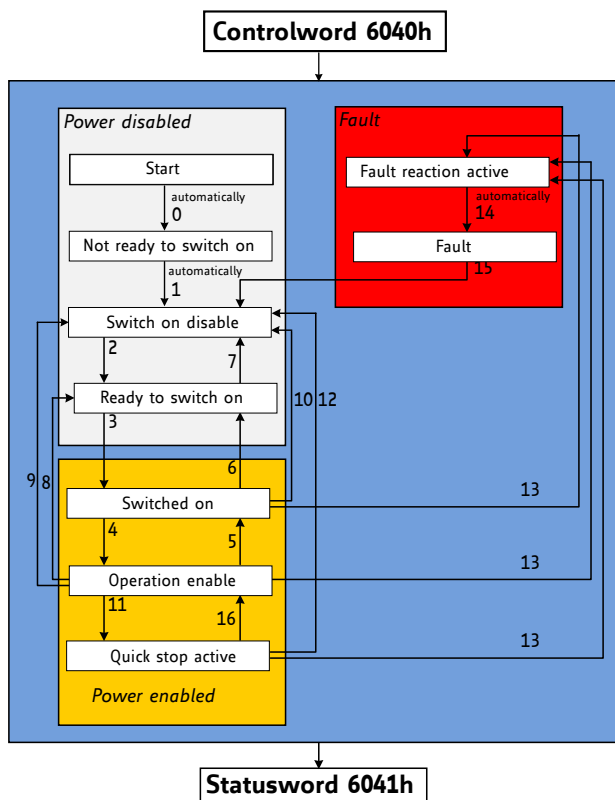 Controlword 6040h
Power disabled
Fault
Start
Fault reaction active
automatically
0
automatically
14
Not ready to switch on
Fault
automatically
1
15
Switch on disable
2
7
Ready to switch on
10
12
3
9
8
6
Switched on
13
4
5
Operation enable
13
11
16
Quick stop active
13
Power enabled
Statusword 6041h